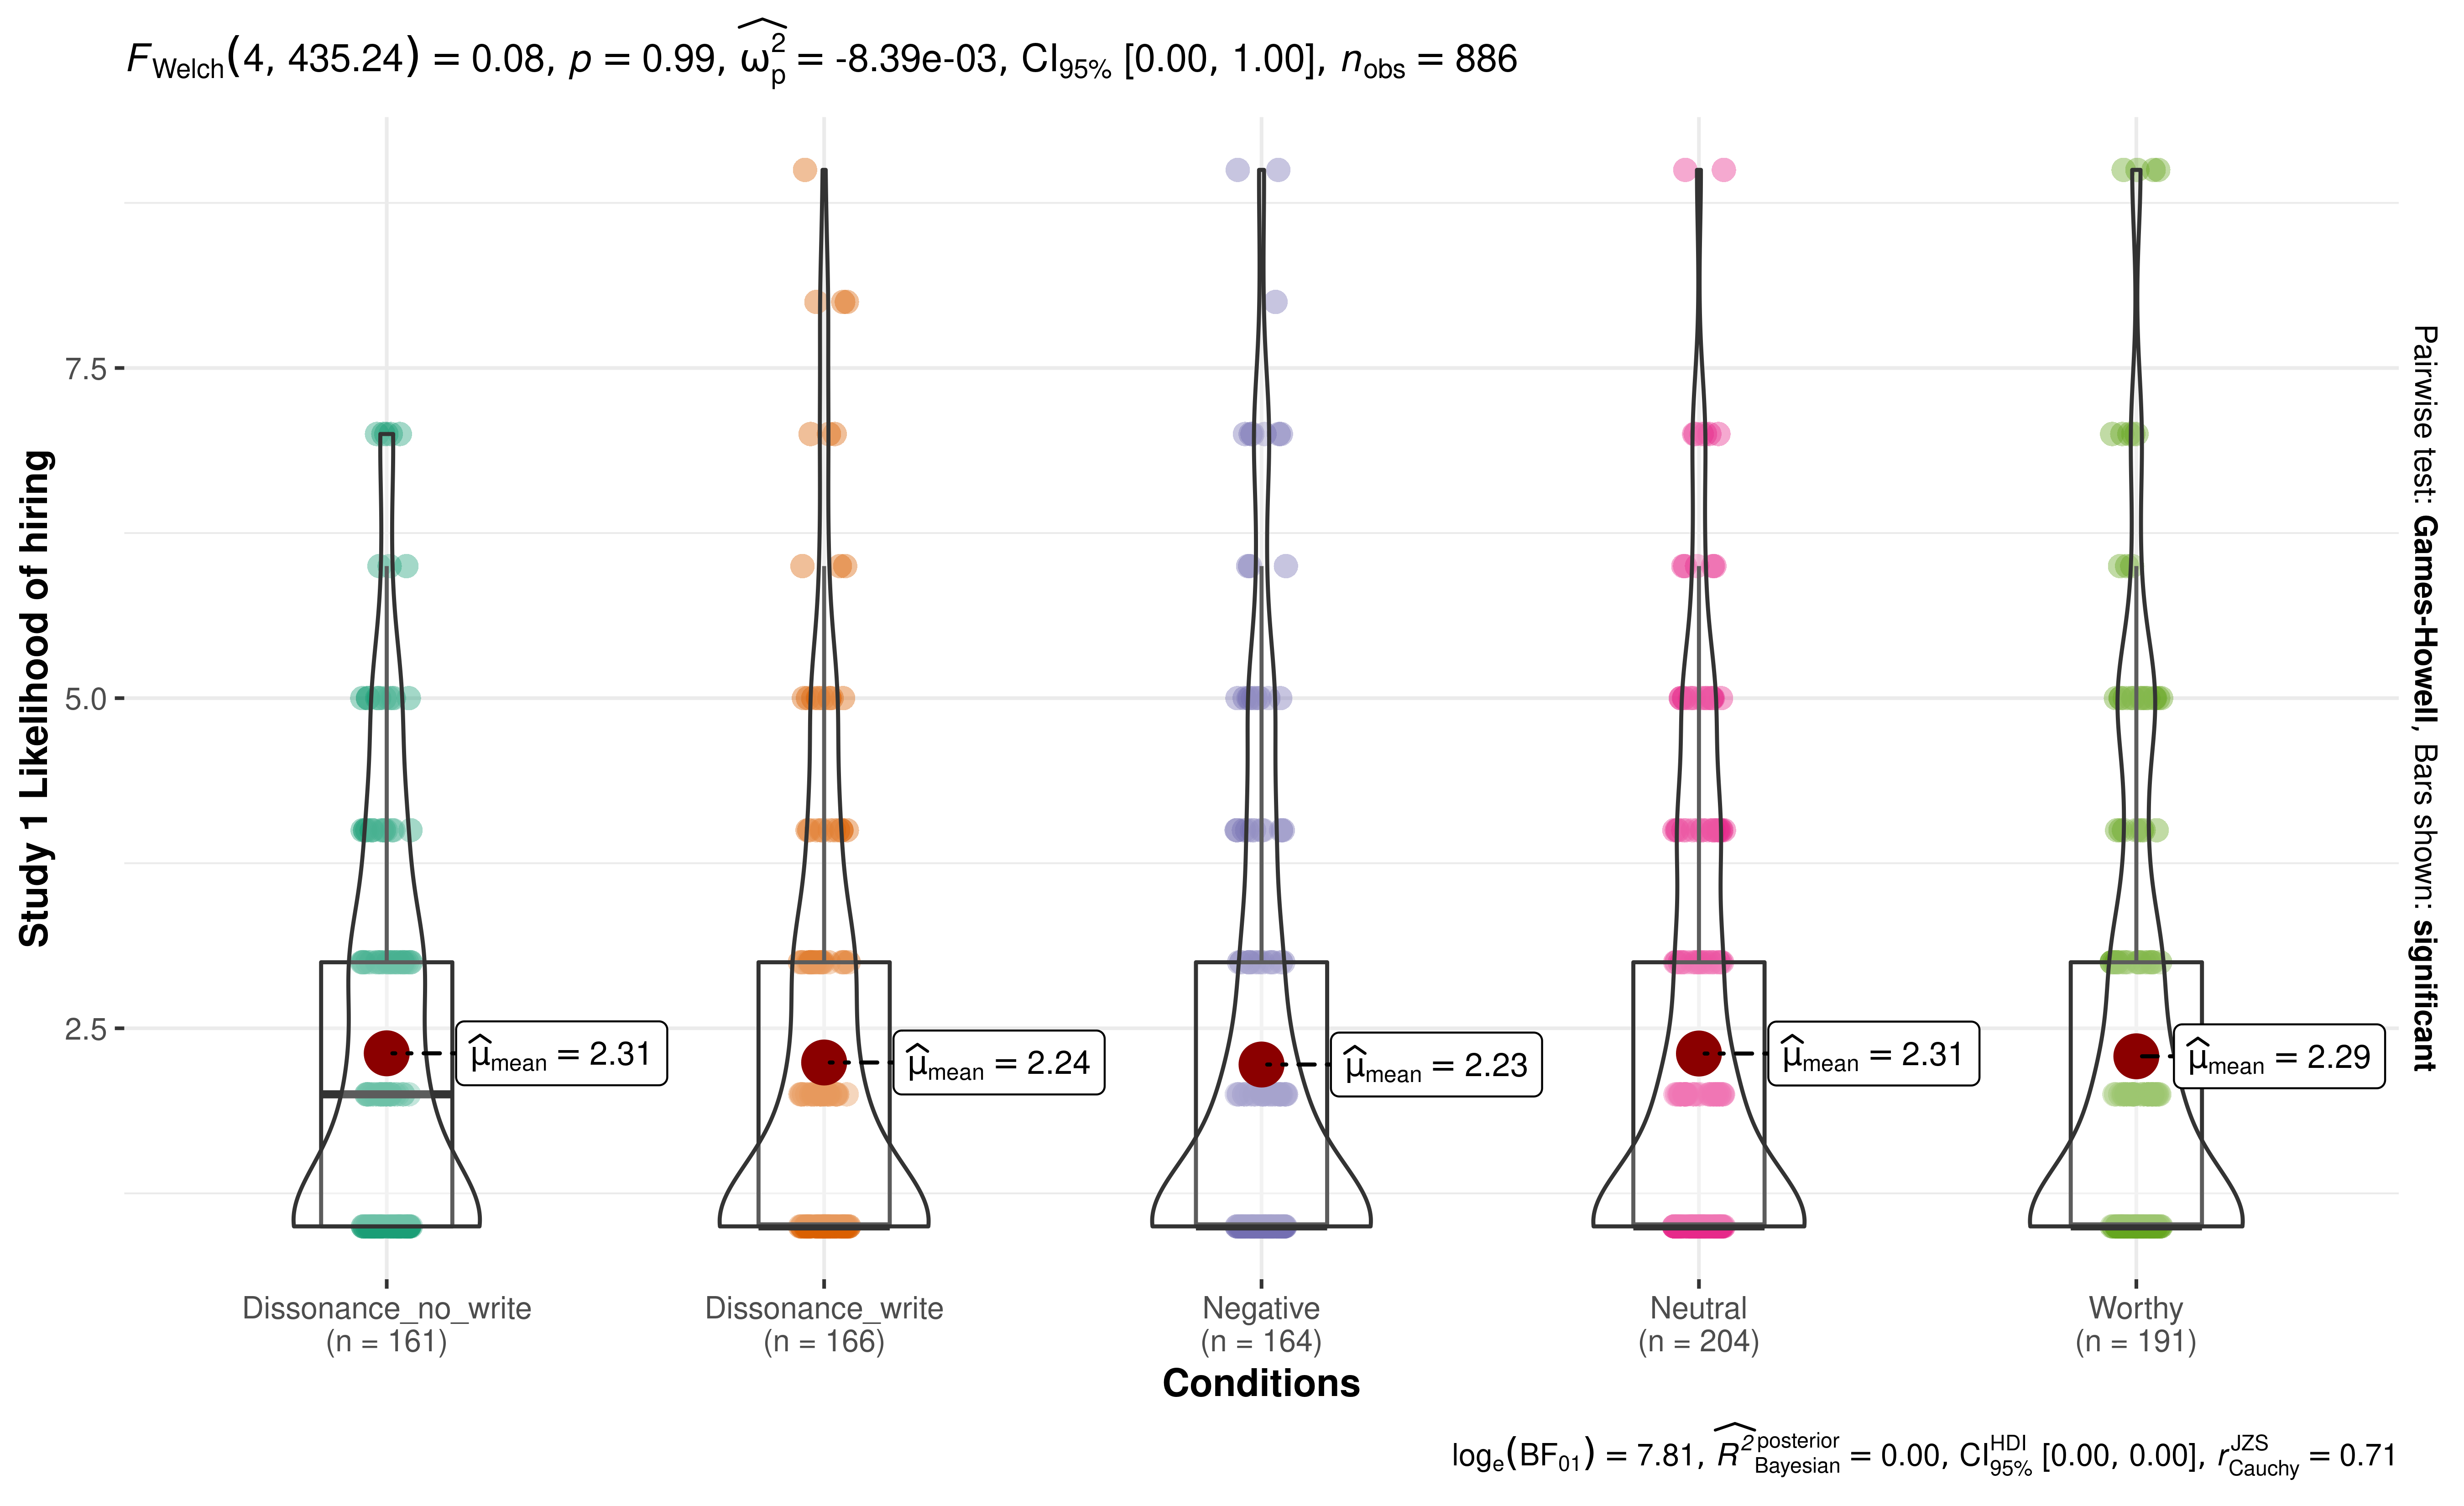 F_Welch(4, 435.24) = 0.08, p = 0.99, ω̂²_p = -8.39e-03, CI_95% [0.00, 1.00], n_obs = 886
Study 1 Likelihood of hiring
7.5
5.0
2.5
μ̂_mean = 2.31
μ̂_mean = 2.24
μ̂_mean = 2.23
μ̂_mean = 2.31
μ̂_mean = 2.29
Pairwise test: Games-Howell, Bars shown: significant
Dissonance_no_write
(n = 161)
Dissonance_write
(n = 166)
Negative
(n = 164)
Neutral
(n = 204)
Worthy
(n = 191)
Conditions
log_e(BF_01) = 7.81, R̂²^posterior_Bayesian = 0.00, CI^HDI_95% [0.00, 0.00], r^JZS_Cauchy = 0.71